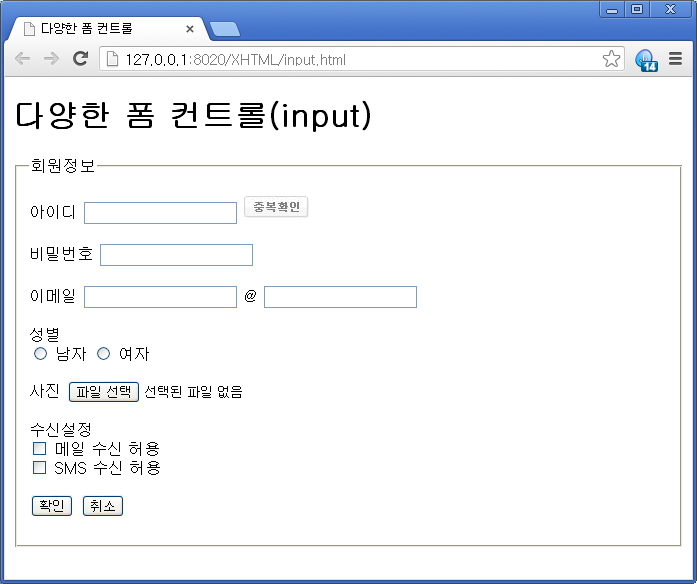 다양한 폼 컨트롤
127.0.0.1:8020/XHTML/input.html
14
다양한 폼 컨트롤(input)
회원정보
아이디 중복확인
비밀번호
이메일 @
성별
남자 여자
사진 파일 선택 선택된 파일 없음
수신설정
메일 수신 허용
SMS 수신 허용
확인 취소